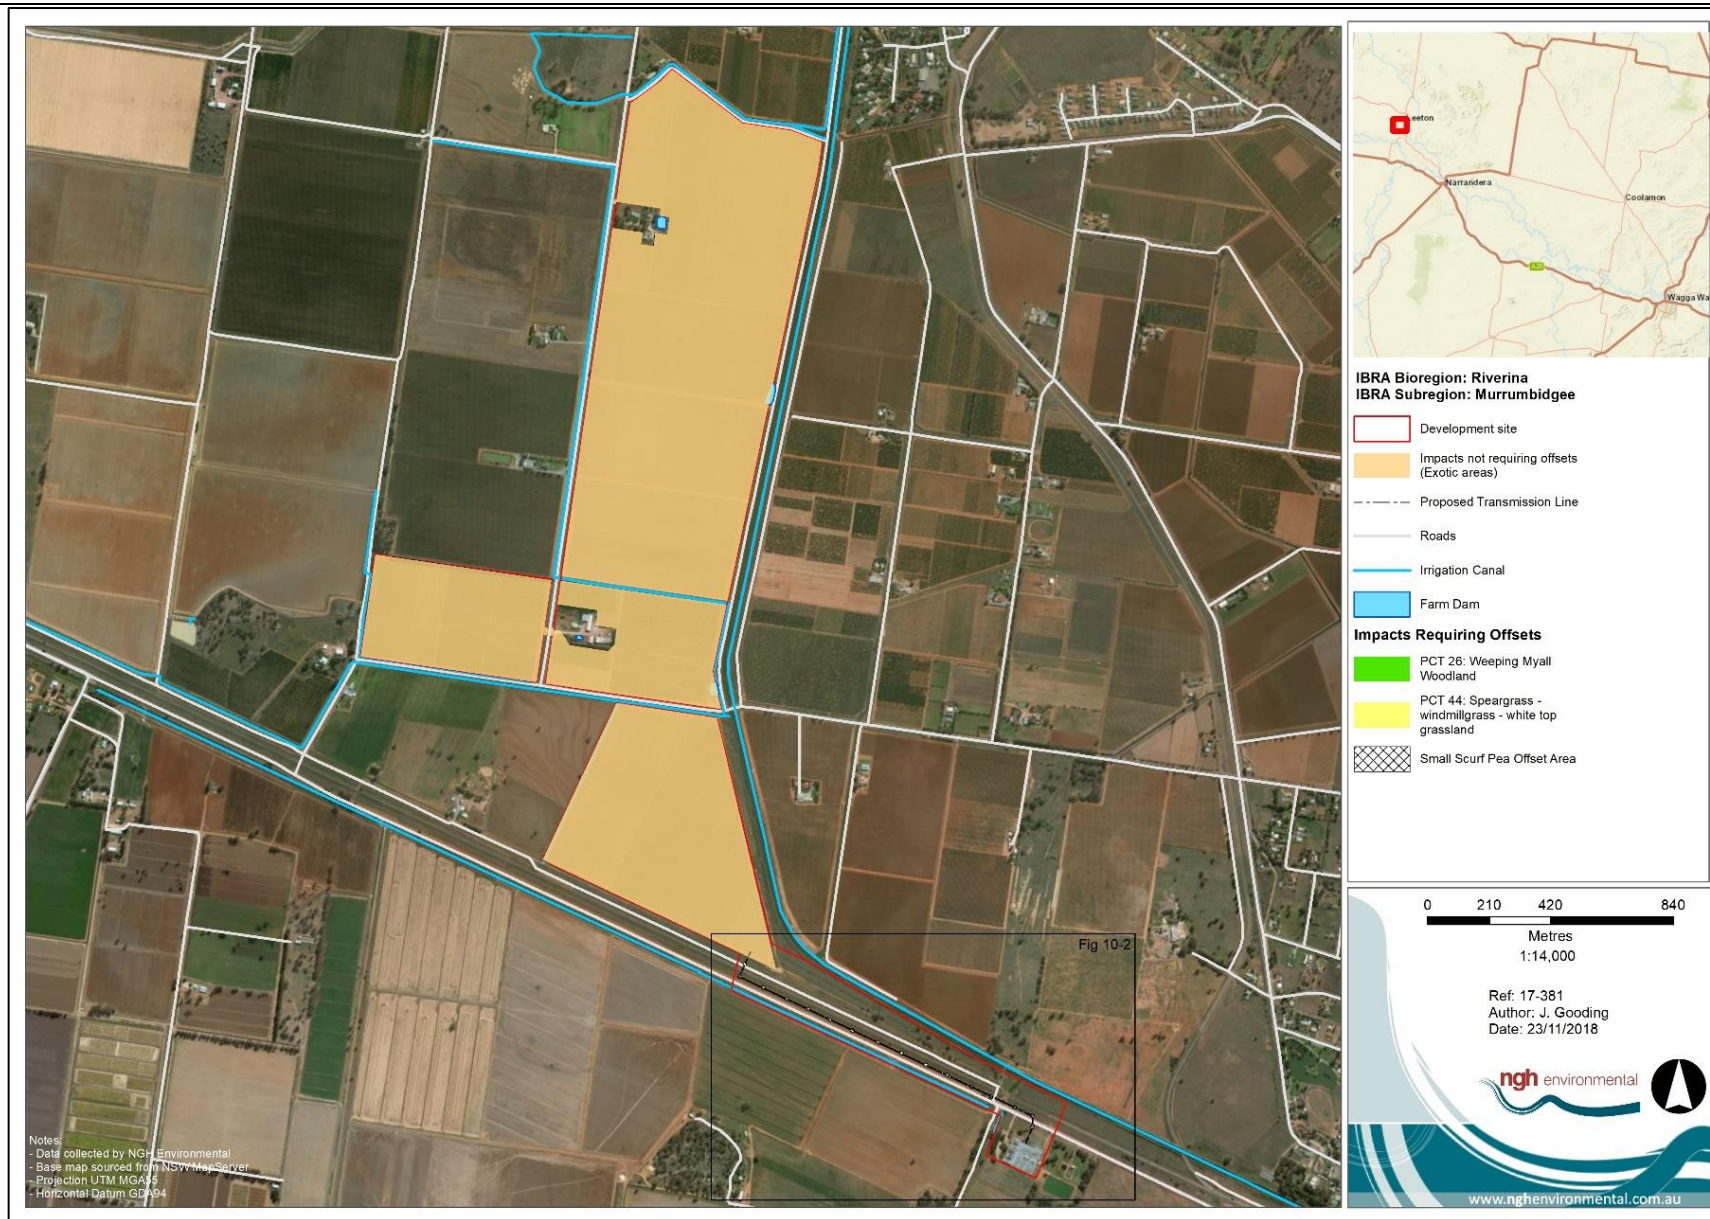 Fig 10-2
Notes:
- Data collected by NGH Environmental
- Base map sourced from NSW MapServer
- Projection UTM MGA55
- Horizontal Datum GDA94
Leeton
Narrandera
Coolamon
A20
Wagga Wa
IBRA Bioregion: Riverina
IBRA Subregion: Murrumbidgee
Development site
Impacts not requiring offsets
(Exotic areas)
Proposed Transmission Line
Roads
Irrigation Canal
Farm Dam
Impacts Requiring Offsets
PCT 26: Weeping Myall
Woodland
PCT 44: Speargrass -
windmillgrass - white top
grassland
Small Scurf Pea Offset Area
0 210 420 840
Metres
1:14,000
Ref: 17-381
Author: J. Gooding
Date: 23/11/2018
ngh environmental
www.nghenvironmental.com.au